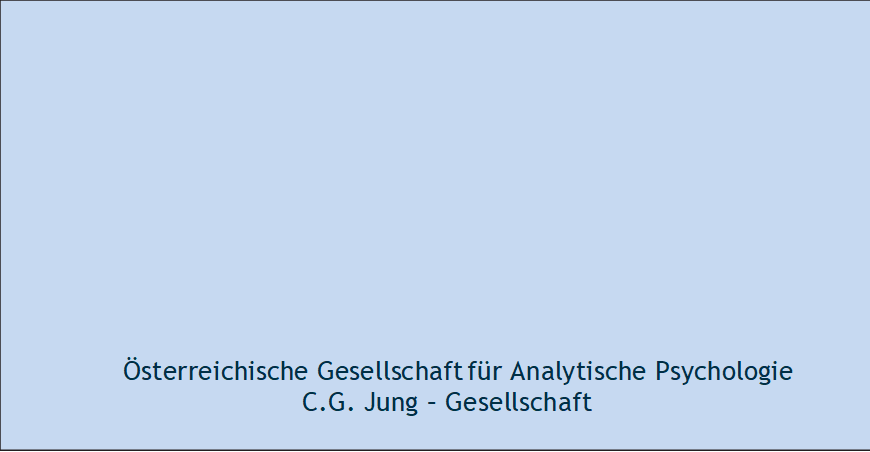 Österreichische Gesellschaft für Analytische Psychologie
C.G. Jung – Gesellschaft